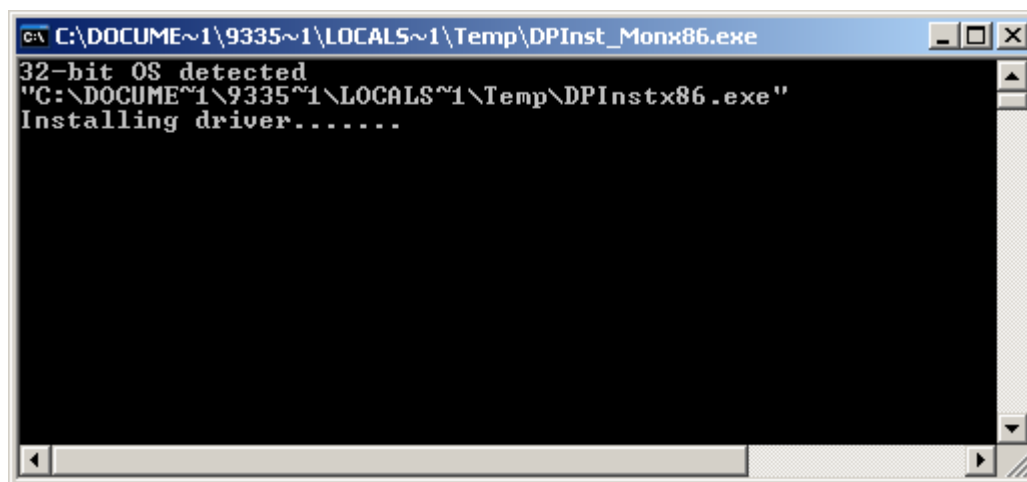 C:\DOCUME~1\9335~1\LOCALS~1\Temp\DPInst_Monx86.exe
32-bit OS detected
"C:\DOCUME~1\9335~1\LOCALS~1\Temp\DPInstx86.exe"
Installing driver.......